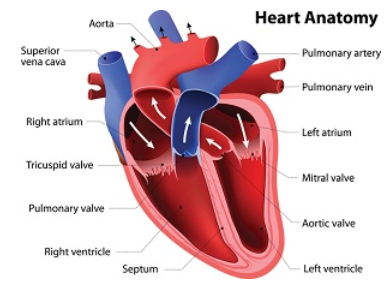 Heart Anatomy
Aorta
Superior
vena cava
Pulmonary artery
Pulmonary vein
Right atrium
Left atrium
Tricuspid valve
Mitral valve
Pulmonary valve
Aortic valve
Right ventricle
Septum
Left ventricle